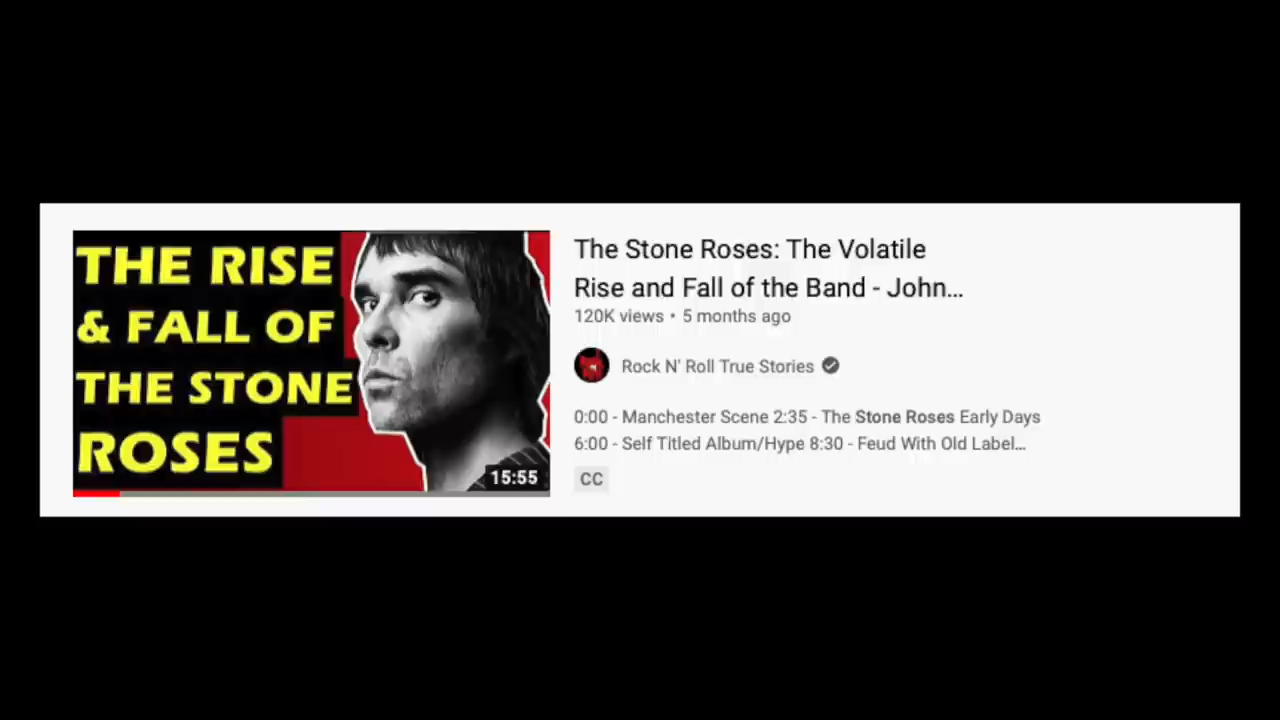 THE RISE
& FALL OF
THE STONE
ROSES
15:55
The Stone Roses: The Volatile
Rise and Fall of the Band - John...
120K views • 5 months ago
Rock N' Roll True Stories
0:00 - Manchester Scene 2:35 - The Stone Roses Early Days
6:00 - Self Titled Album/Hype 8:30 - Feud With Old Label...
CC